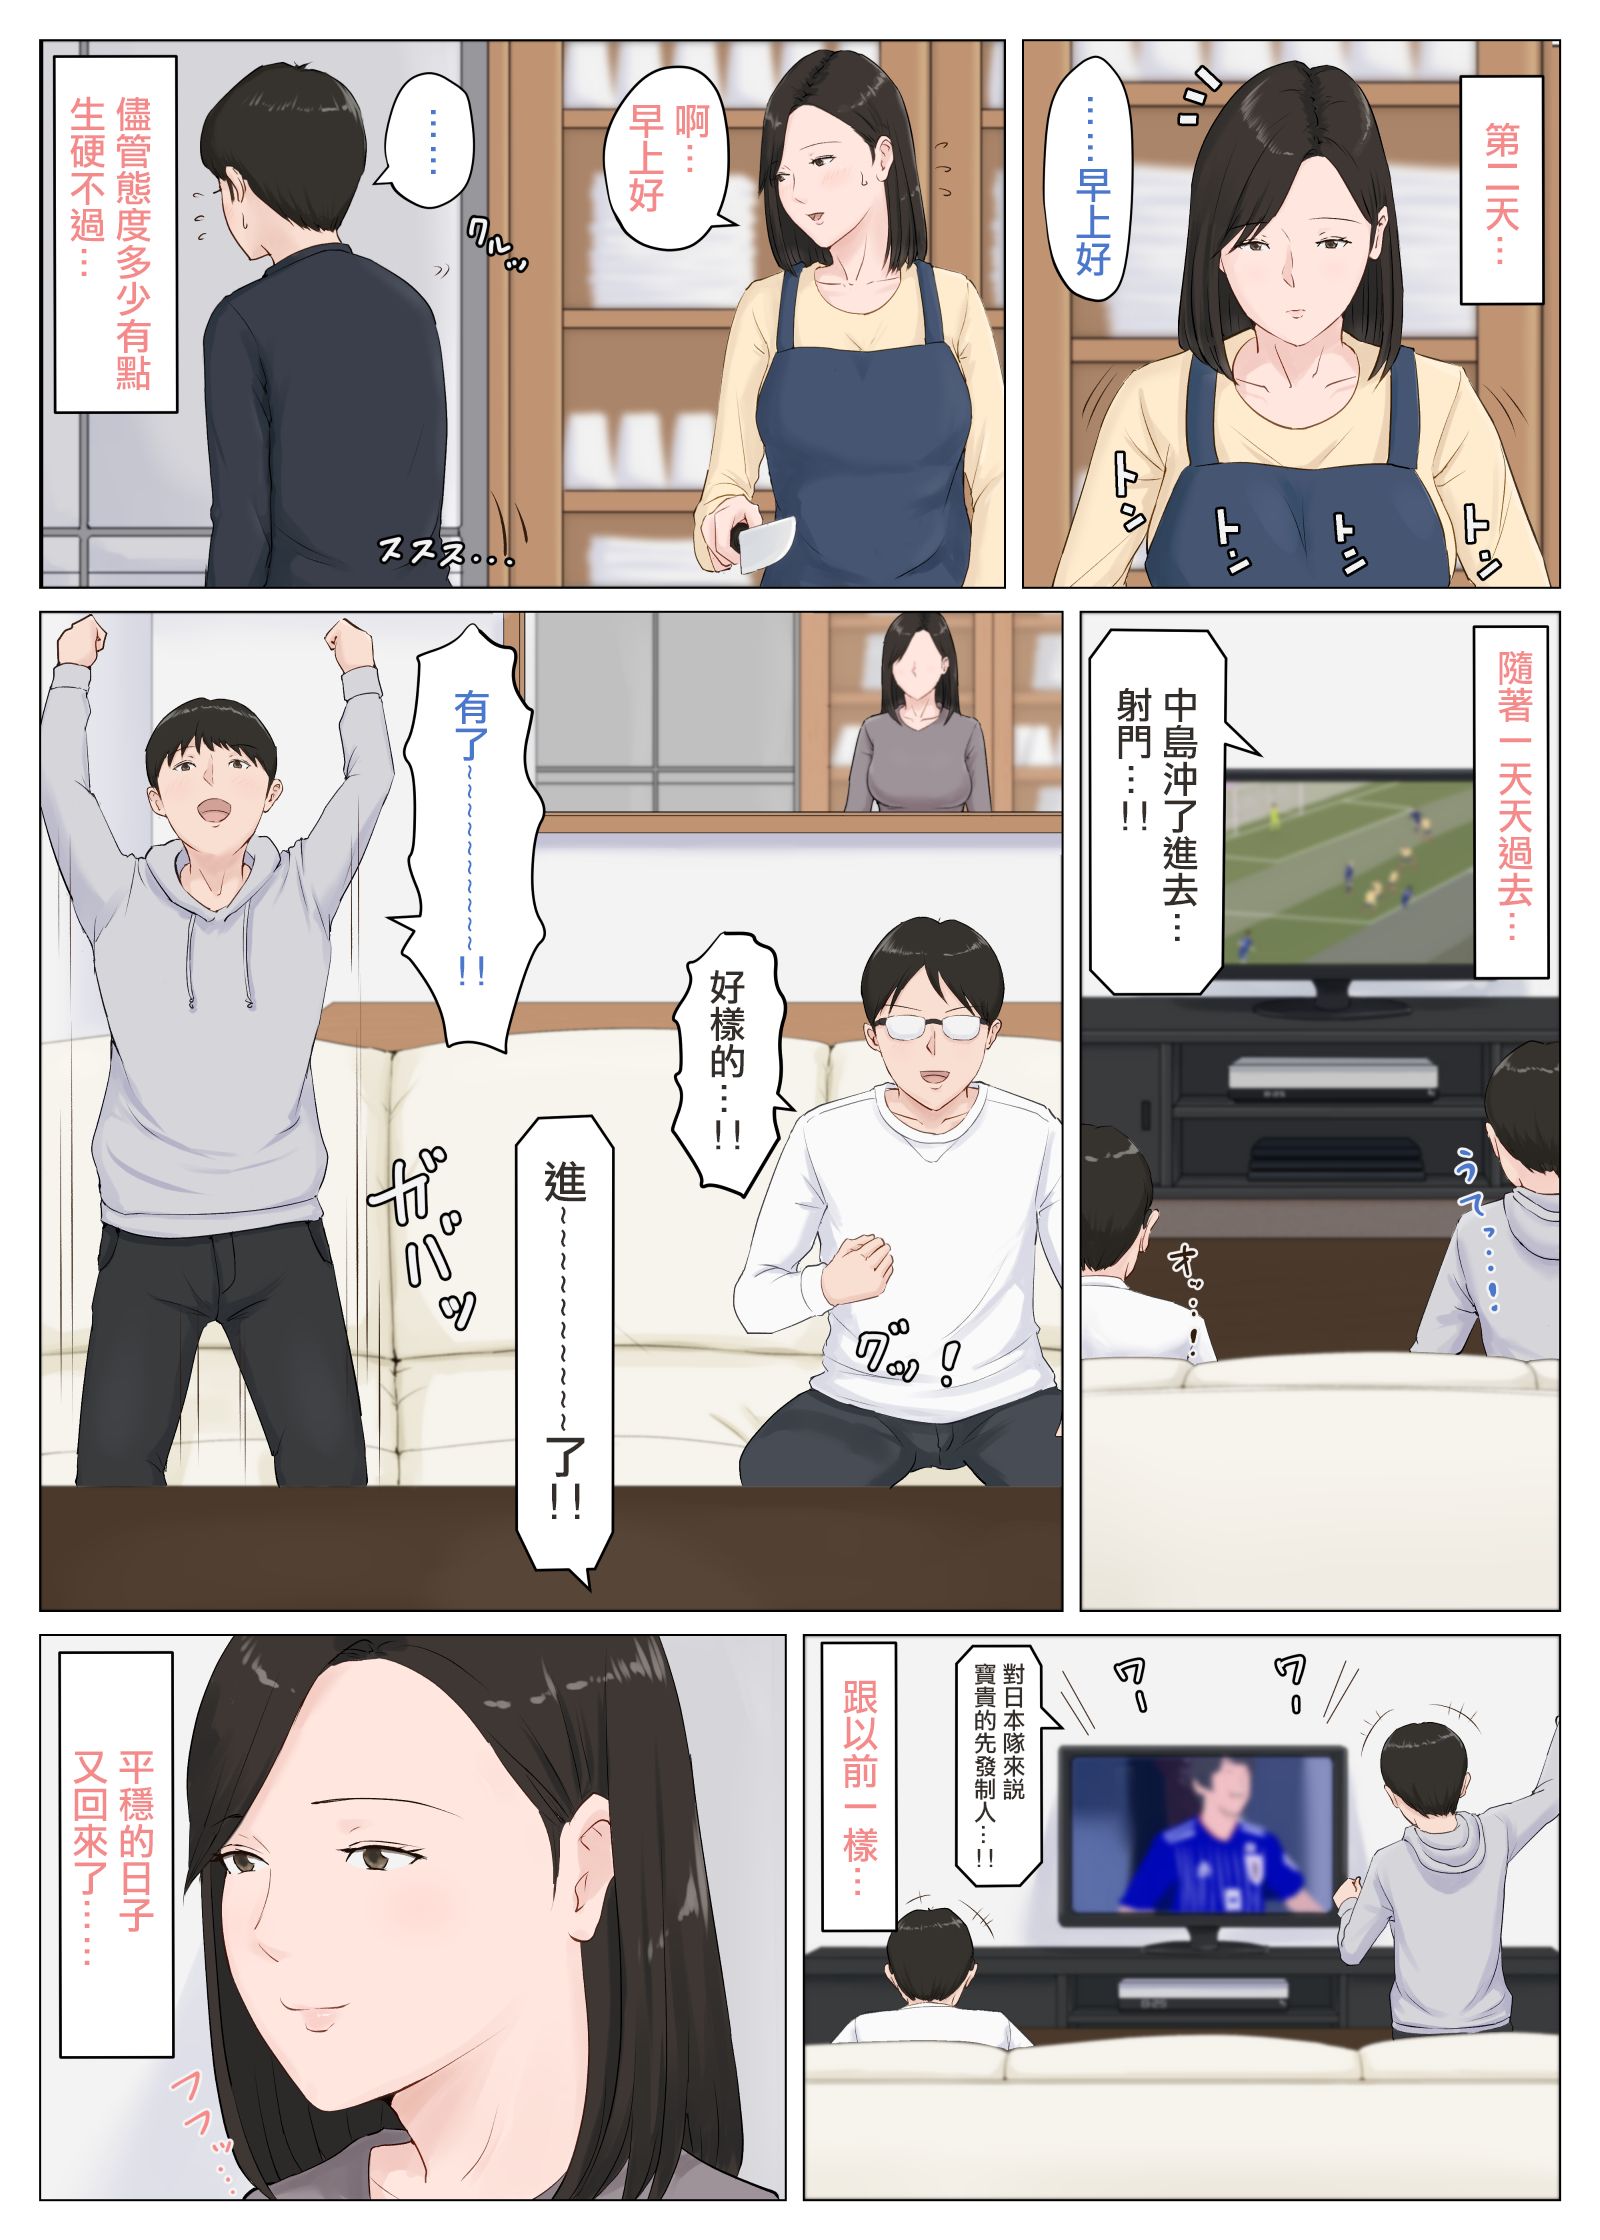 第二天…
……早上好
トン
トン
トン
トン
啊…
早上好
……
クルッ
ススス...
儘管態度多少有點
生硬不過…
隨著一天天過去…
中島沖了進去…
射門…!!
うてっ…!
オッ…!
有了~~~~~~~~~~!!
好樣的…!!
進~~~~~~~~~~了!!
グッ!
ガバッ
跟以前一樣…
對日本隊來説
寶貴的先發制人…!!
ワー
ワー
平穩的日子
又回來了……
フフッ…